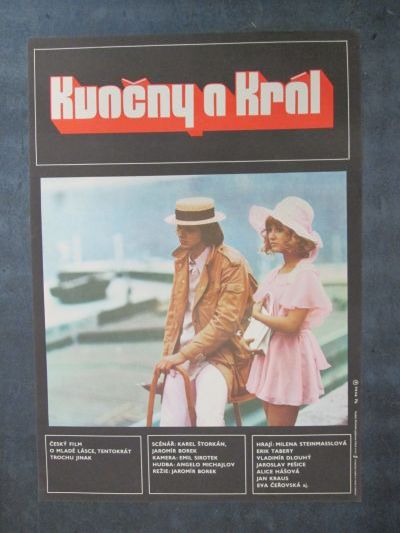 Kvočny a Král
ČESKÝ FILM
O MLADÉ LÁSCE, TENTOKRÁT
TROCHU JINAK
SCÉNÁŘ: KAREL ŠTORKÁN,
JAROMÍR BOREK
KAMERA: EMIL SIROTEK
HUDBA: ANGELO MICHAJLOV
REŽIE: JAROMÍR BOREK
HRAJÍ: MILENA STEINMASSLOVÁ
ERIK TABERY
VLADIMÍR DLOUHÝ
JAROSLAV PEŠICE
ALICE HÁSOVÁ
JAN KRAUS
EVA ČEŘOVSKÁ aj.